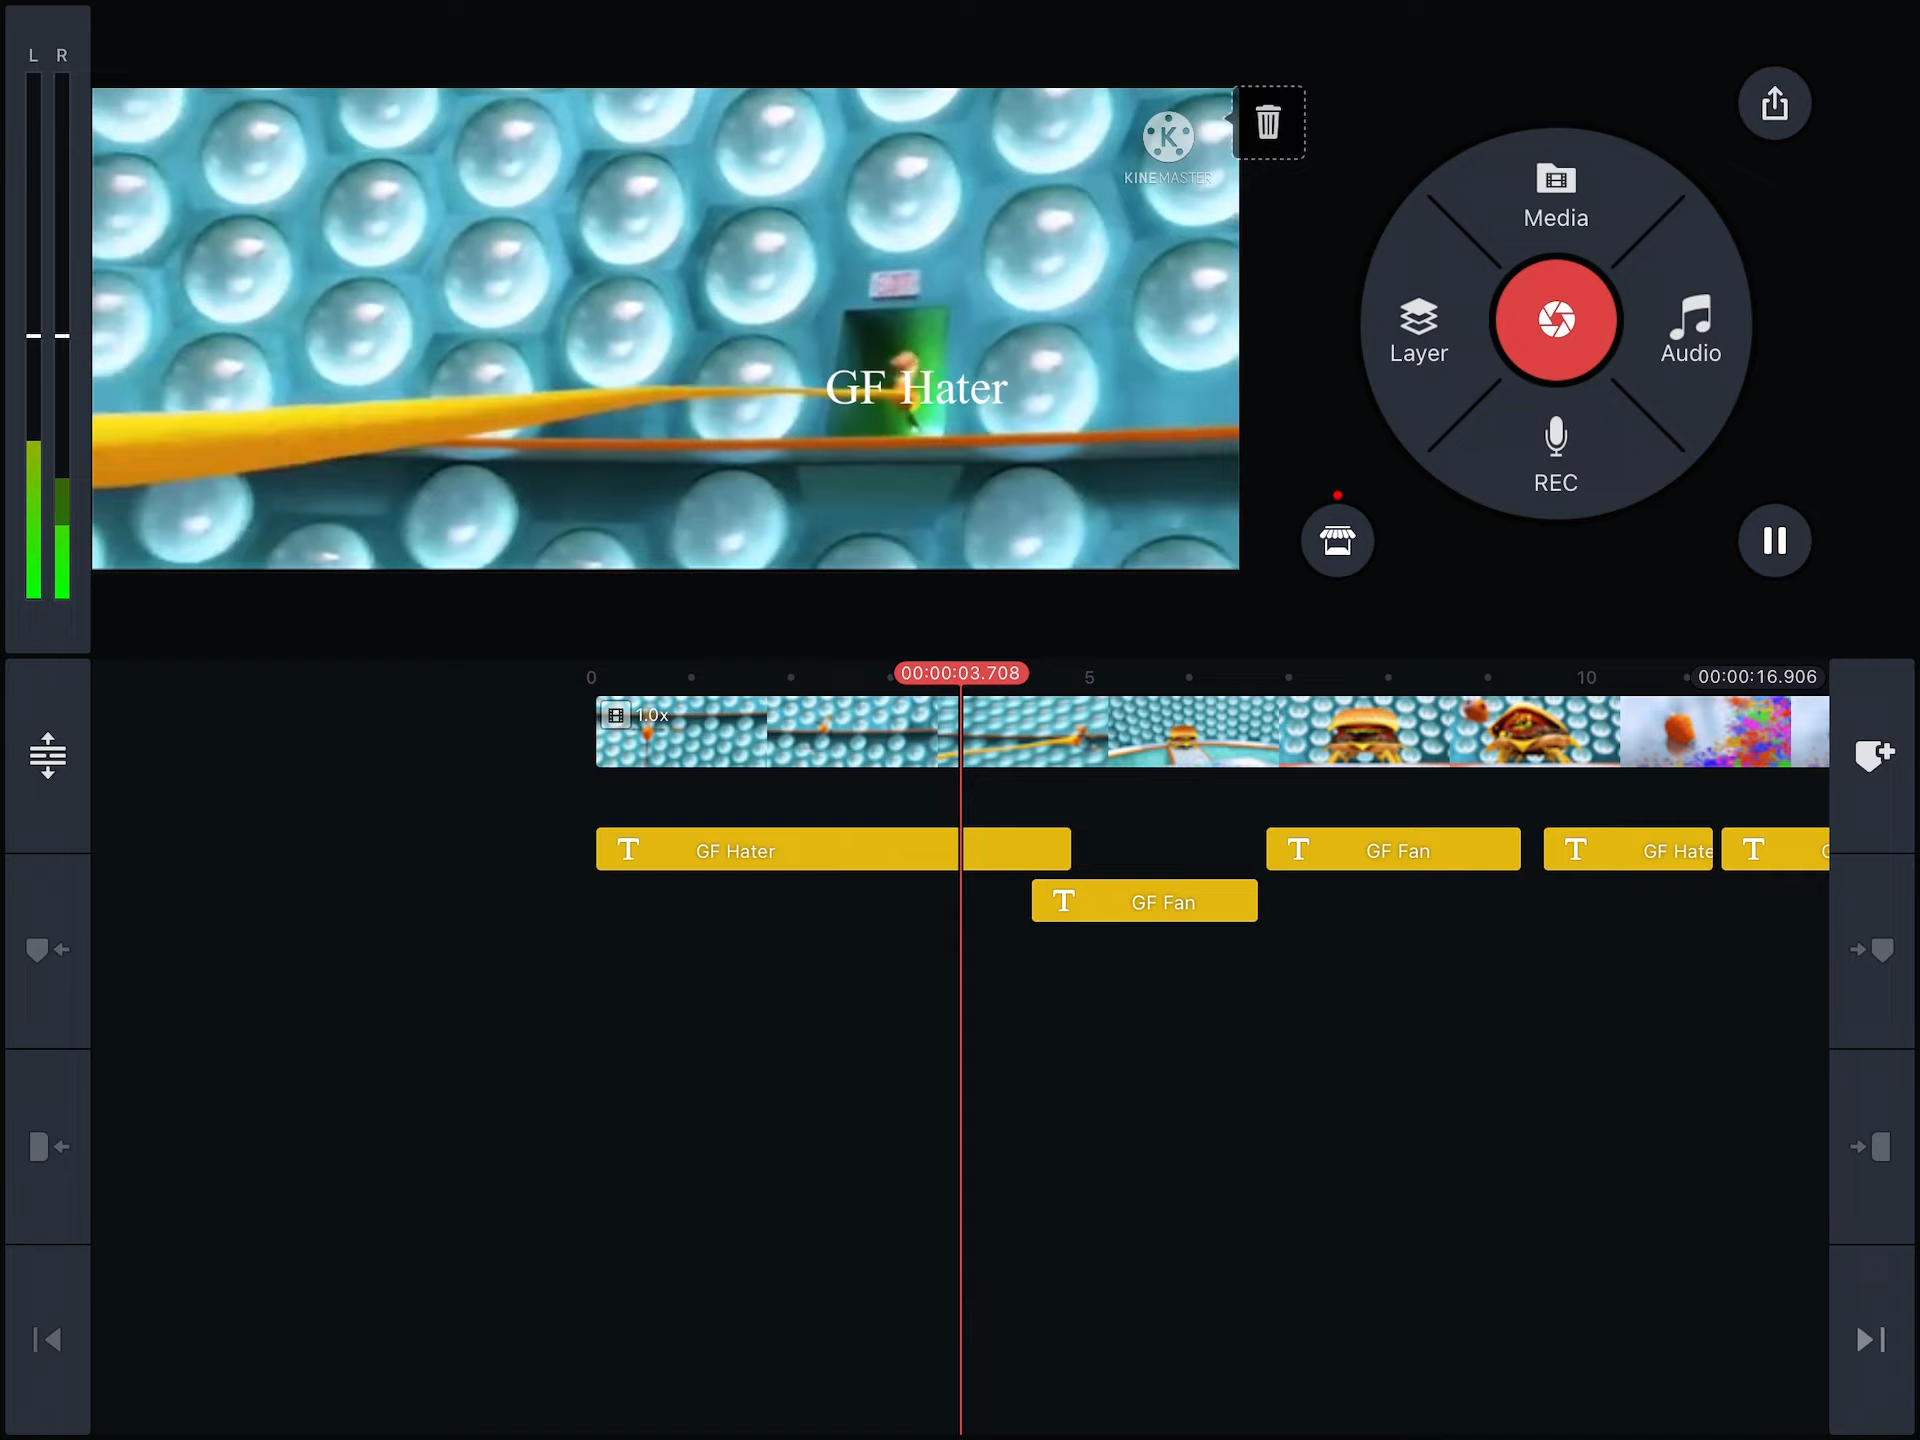 L R
KINEMASTER
GF Hater
Media
Layer
Audio
REC
0
00:00:03.708
5
10
00:00:16.906
1.0x
T GF Hater
T GF Fan
T GF Hate
T
T GF Fan